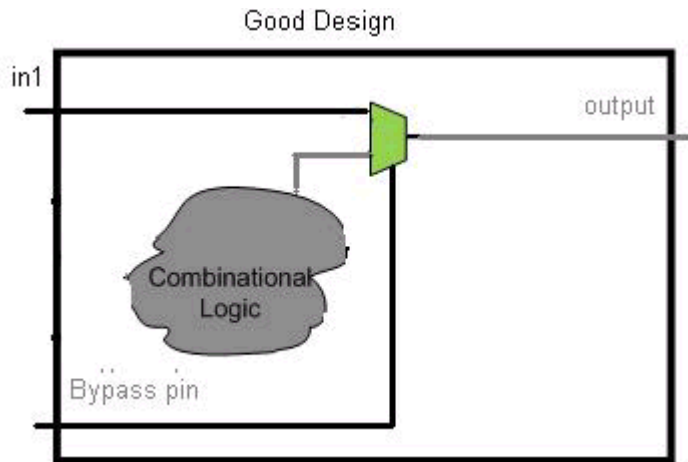 Good Design
in1
output
Combinational
Logic
Bypass pin